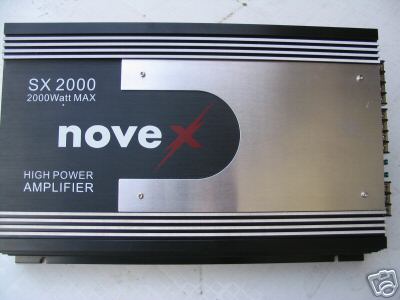 SX 2000
2000Watt MAX
novex
HIGH POWER
AMPLIFIER